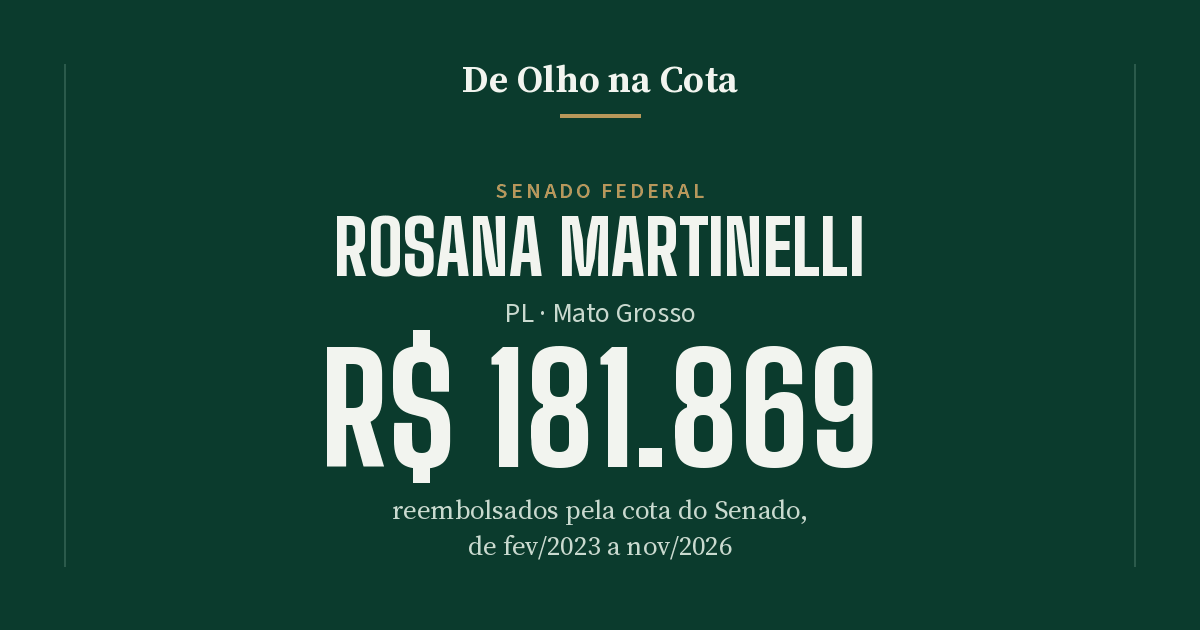 De Olho na Cota
SENADO FEDERAL
ROSANA MARTINELLI
PL · Mato Grosso
R$ 181.869
reembolsados pela cota do Senado,
de fev/2023 a nov/2026